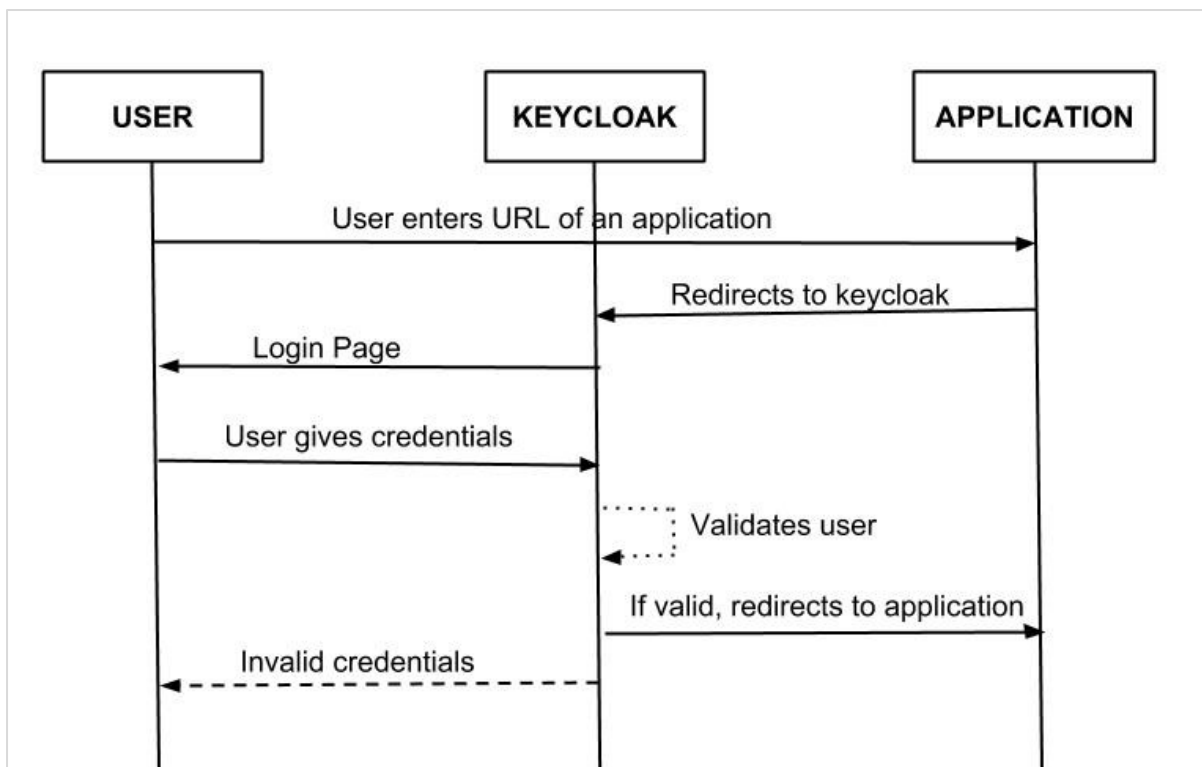 USER
KEYCLOAK
APPLICATION
User enters URL of an application
Redirects to keycloak
Login Page
User gives credentials
Validates user
If valid, redirects to application
Invalid credentials